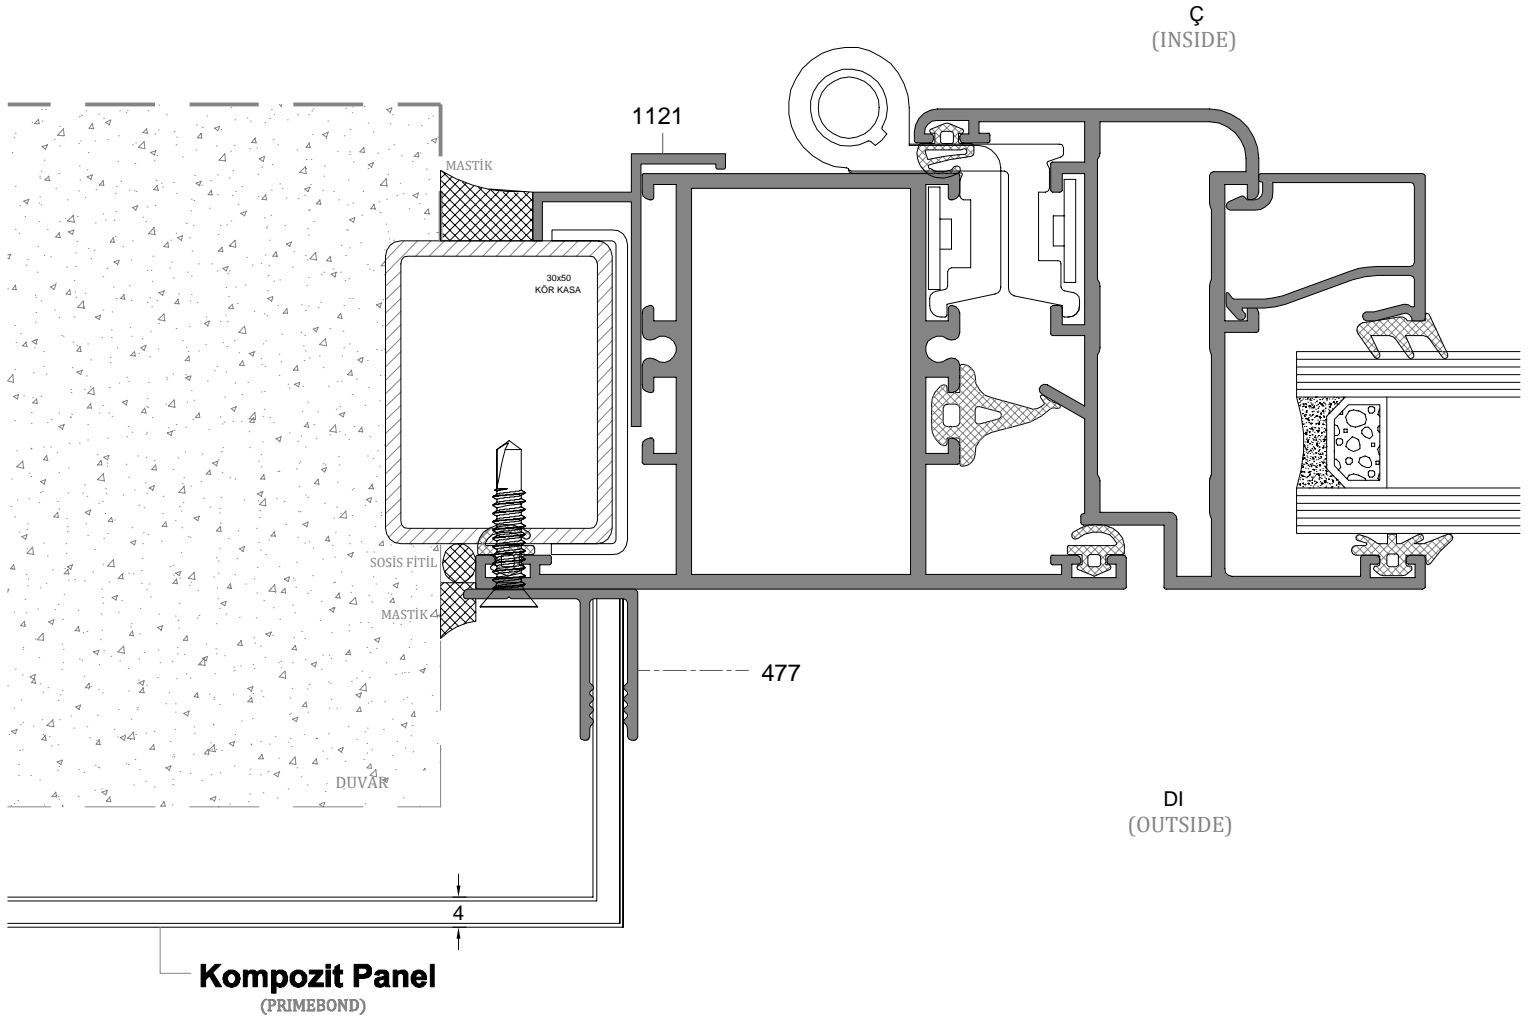 Ç
(INSIDE)
1121
MASTİK
30x50
KÖR KASA
SOSİS FİTİL
MASTİK
477
DUVAR
DI
(OUTSIDE)
4
Kompozit Panel
(PRIMEBOND)